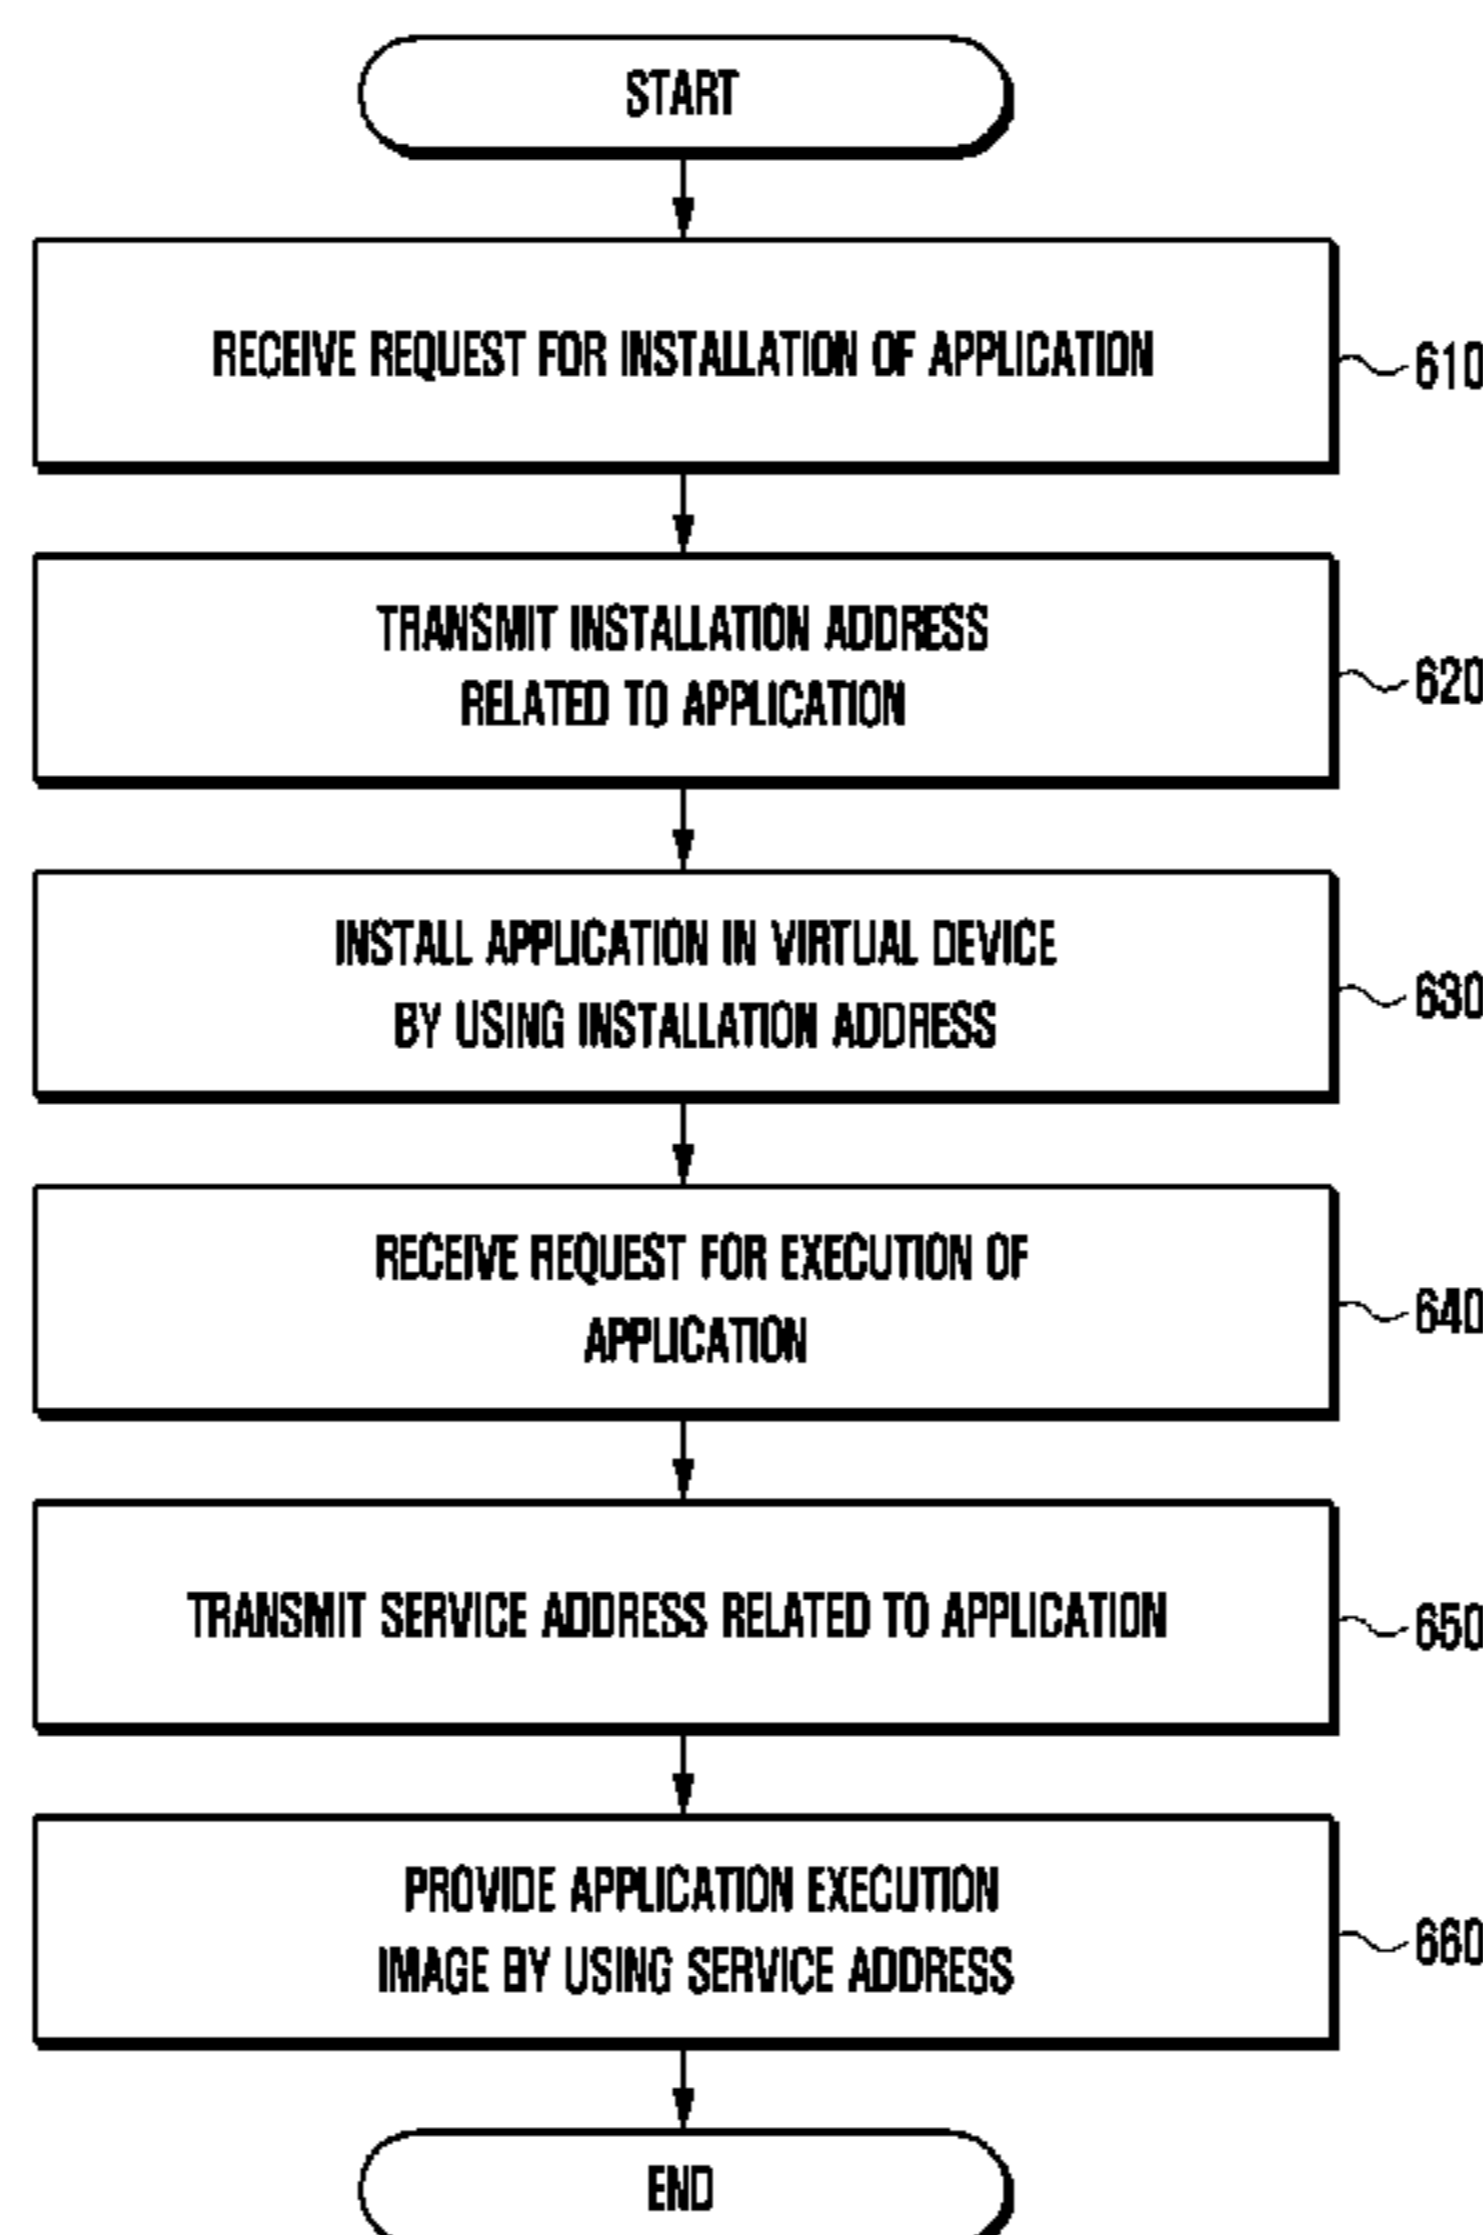 START
RECEIVE REQUEST FOR INSTALLATION OF APPLICATION
610
TRANSMIT INSTALLATION ADDRESS
RELATED TO APPLICATION
620
INSTALL APPLICATION IN VIRTUAL DEVICE
BY USING INSTALLATION ADDRESS
630
RECEIVE REQUEST FOR EXECUTION OF
APPLICATION
640
TRANSMIT SERVICE ADDRESS RELATED TO APPLICATION
650
PROVIDE APPLICATION EXECUTION
IMAGE BY USING SERVICE ADDRESS
660
END